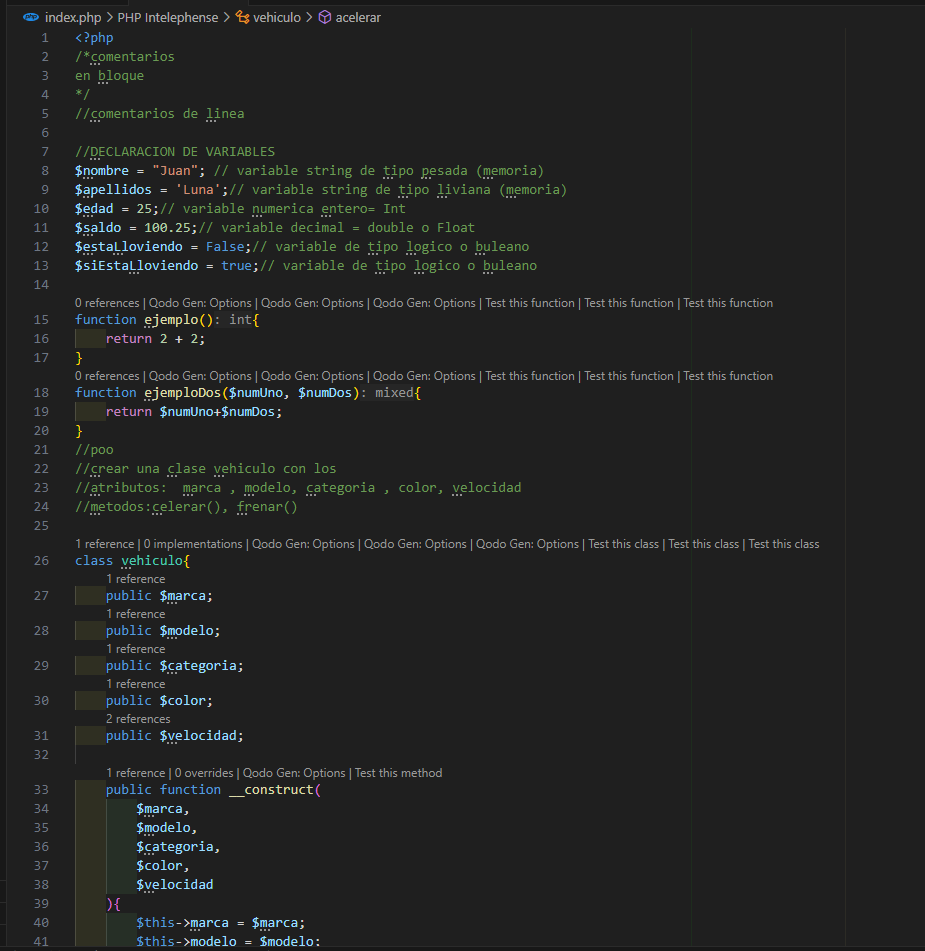 index.php > PHP Intelephense > vehiculo > acelerar
1 <?php
2 /*comentarios
3 en bloque
4 */
5 //comentarios de linea
6
7 //DECLARACION DE VARIABLES
8 $nombre = "Juan"; // variable string de tipo pesada (memoria)
9 $apellidos = 'Luna';// variable string de tipo liviana (memoria)
10 $edad = 25;// variable numerica entero= Int
11 $saldo = 100.25;// variable decimal = double o Float
12 $estaLloviendo = False;// variable de tipo logico o buleano
13 $siEstaLloviendo = true;// variable de tipo logico o buleano
14
0 references | Qodo Gen: Options | Qodo Gen: Options | Qodo Gen: Options | Test this function | Test this function | Test this function
15 function ejemplo(): int{
16     return 2 + 2;
17 }
0 references | Qodo Gen: Options | Qodo Gen: Options | Qodo Gen: Options | Test this function | Test this function | Test this function
18 function ejemploDos($numUno, $numDos): mixed{
19     return $numUno+$numDos;
20 }
21 //poo
22 //crear una clase vehiculo con los
23 //atributos:  marca , modelo, categoria , color, velocidad
24 //metodos:celerar(), frenar()
25
1 reference | 0 implementations | Qodo Gen: Options | Qodo Gen: Options | Qodo Gen: Options | Test this class | Test this class | Test this class
26 class vehiculo{
1 reference
27     public $marca;
1 reference
28     public $modelo;
1 reference
29     public $categoria;
1 reference
30     public $color;
2 references
31     public $velocidad;
32
1 reference | 0 overrides | Qodo Gen: Options | Test this method
33     public function __construct(
34         $marca,
35         $modelo,
36         $categoria,
37         $color,
38         $velocidad
39     ){
40         $this->marca = $marca;
41         $this->modelo = $modelo;